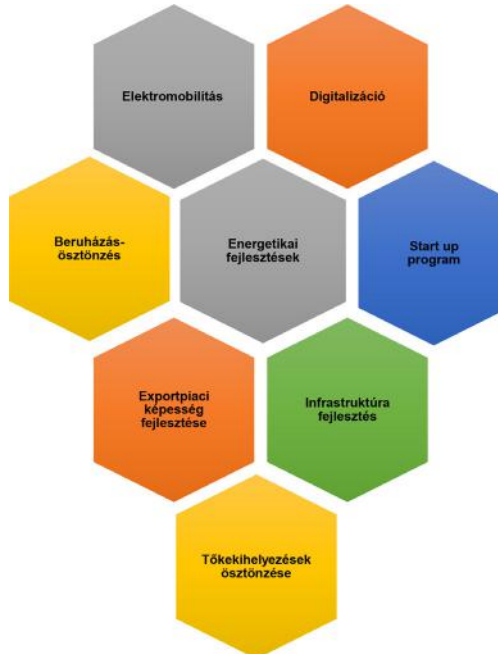 Elektromobilitás
Digitalizáció
Beruházás-
ösztönzés
Energetikai
fejlesztések
Start up
program
Exportpiaci
képesség
fejlesztése
Infrastruktúra
fejlesztés
Tőkekihelyezések
ösztönzése